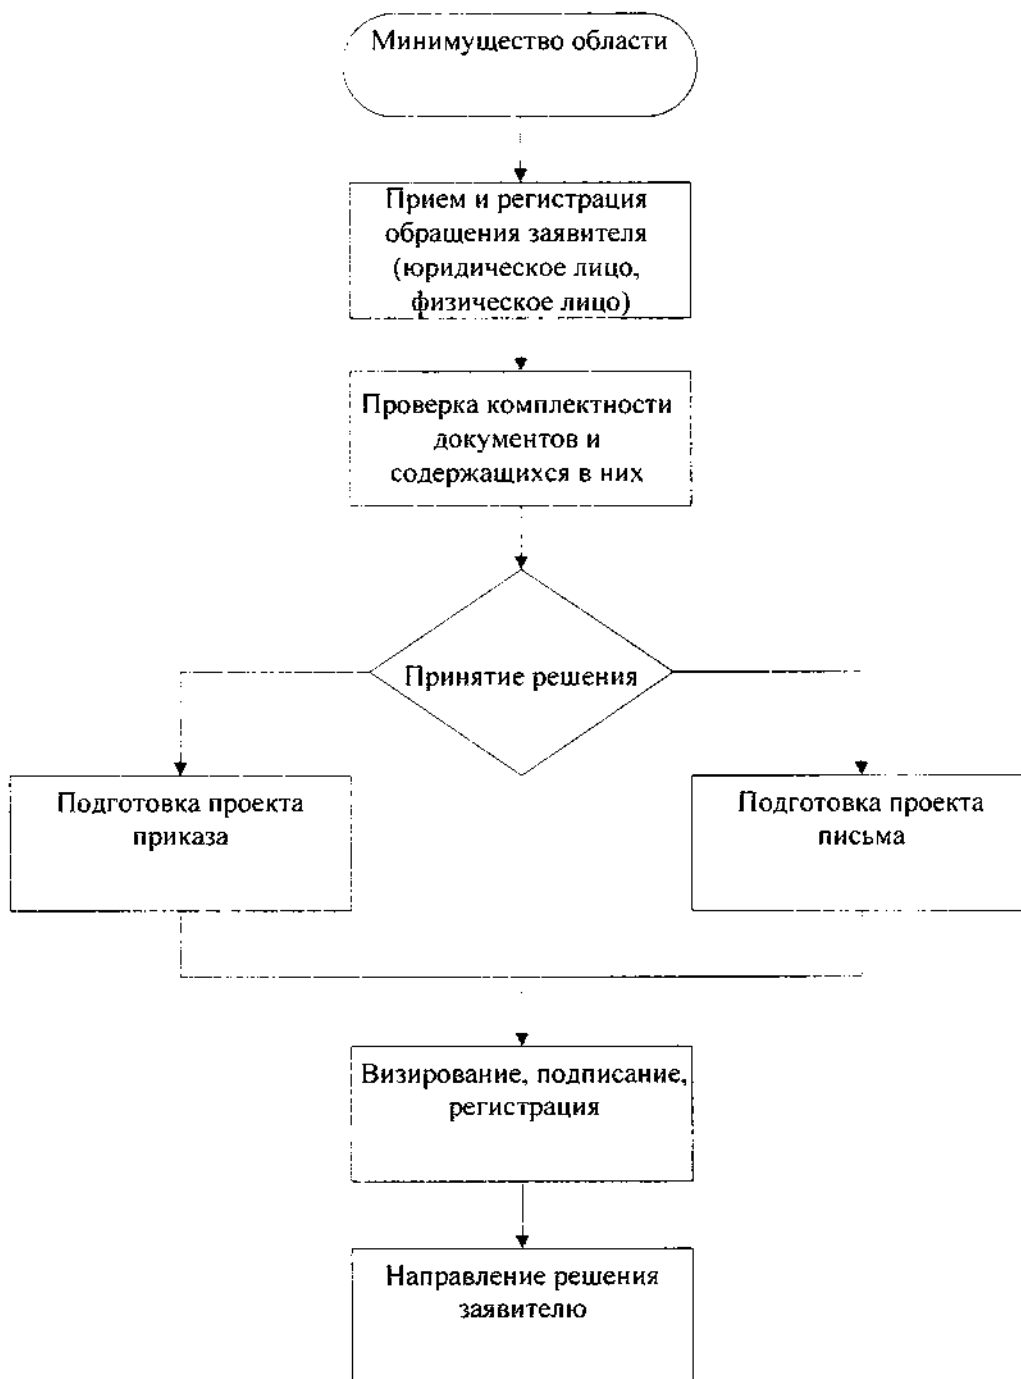 Минимущество области
Прием и регистрация
обращения заявителя
(юридическое лицо,
физическое лицо)
Проверка комплектности
документов и
содержащихся в них
Принятие решения
Подготовка проекта
приказа
Подготовка проекта
письма
Визирование, подписание,
регистрация
Направление решения
заявителю